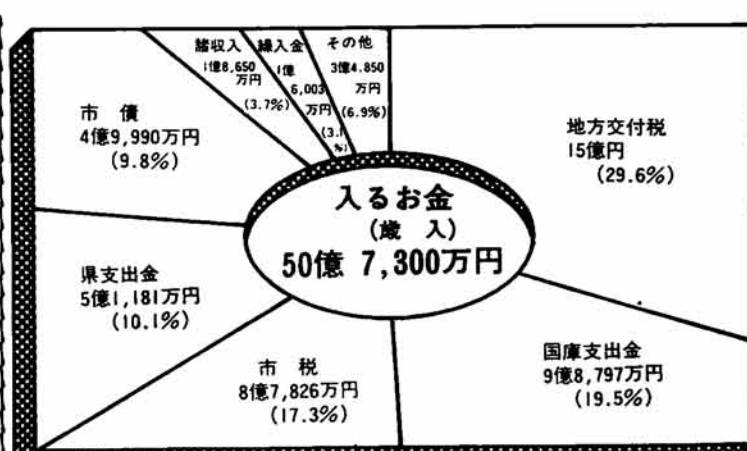 入るお金
(歳 入)
50億 7,300万円
地方交付税
15億円
(29.6%)
国庫支出金
9億8,797万円
(19.5%)
市 税
8億7,826万円
(17.3%)
県支出金
5億1,181万円
(10.1%)
市 債
4億9,990万円
(9.8%)
諸収入
1億8,650
万円
(3.7%)
繰入金
1億
6,003
万円
(3.1
%)
その他
3億4,850
万円
(6.9%)